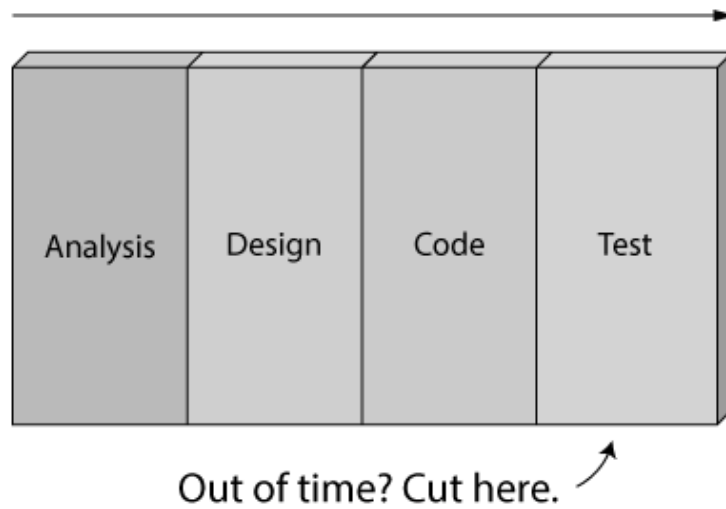 Analysis
Design
Code
Test
Out of time? Cut here.